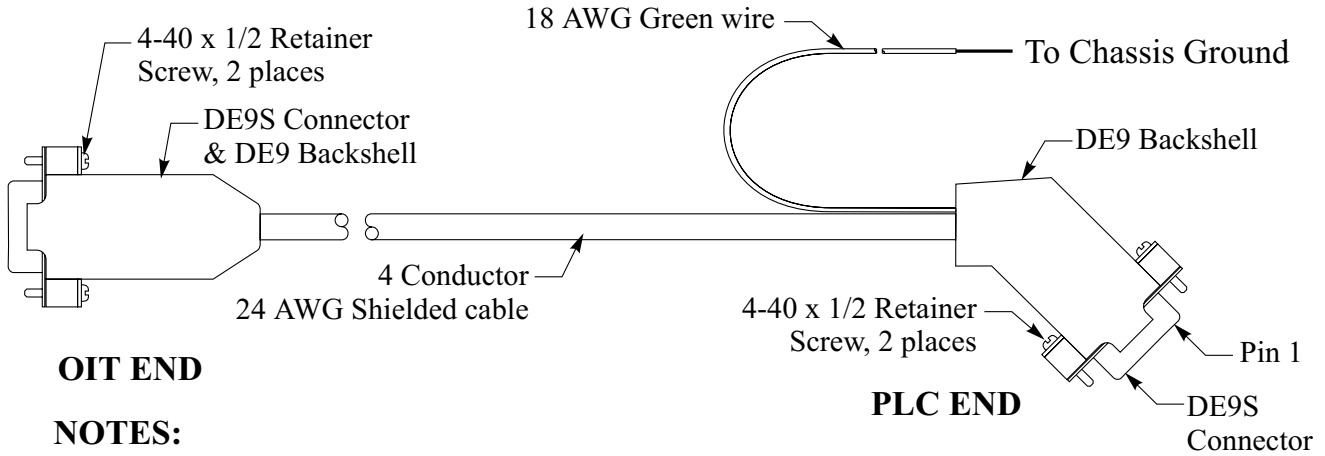 18 AWG Green wire
4-40 x 1/2 Retainer
Screw, 2 places
To Chassis Ground
DE9S Connector
& DE9 Backshell
DE9 Backshell
4 Conductor
24 AWG Shielded cable
4-40 x 1/2 Retainer
Screw, 2 places
Pin 1
OIT END
PLC END
DE9S
Connector
NOTES: